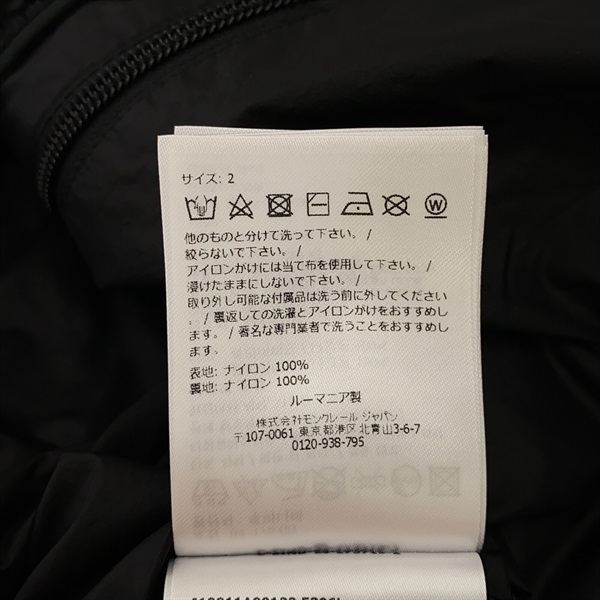 サイズ: 2
他のものと分けて洗って下さい。 /
絞らないで下さい。 /
アイロンがけには当て布を使用して下さい。 /
浸けたままにしないで下さい。 /
取り外し可能な付属品は洗う前に外してください
。 / 裏返しての洗濯とアイロンがけをおすすめし
ます。 / 著名な専門業者で洗うことをおすすめし
ます。
表地: ナイロン 100%
裏地: ナイロン 100%
ルーマニア製
株式会社モンクレール ジャパン
〒107-0061 東京都港区北青山3-6-7
0120-938-795